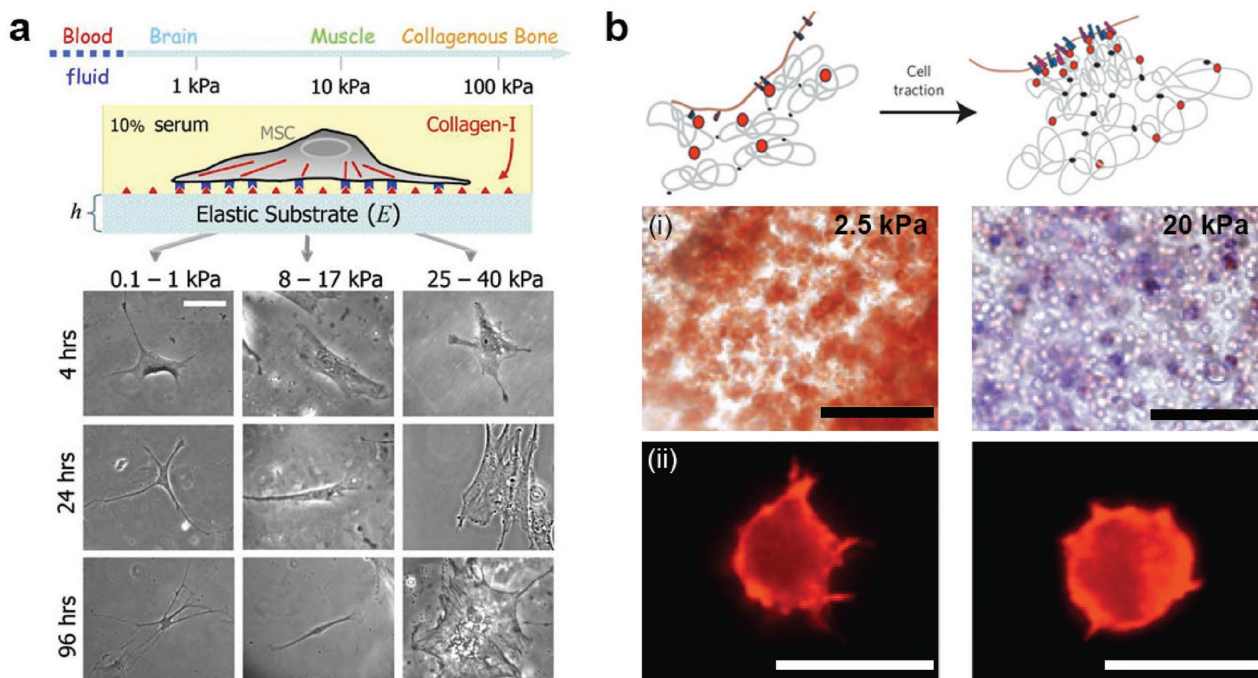 a
Blood Brain Muscle Collagenous Bone
fluid
1 kPa 10 kPa 100 kPa
10% serum
MSC
Collagen-I
h
Elastic Substrate (E)
0.1 – 1 kPa 8 – 17 kPa 25 – 40 kPa
4 hrs
24 hrs
96 hrs
b
Cell
traction
(i)
2.5 kPa
20 kPa
(ii)